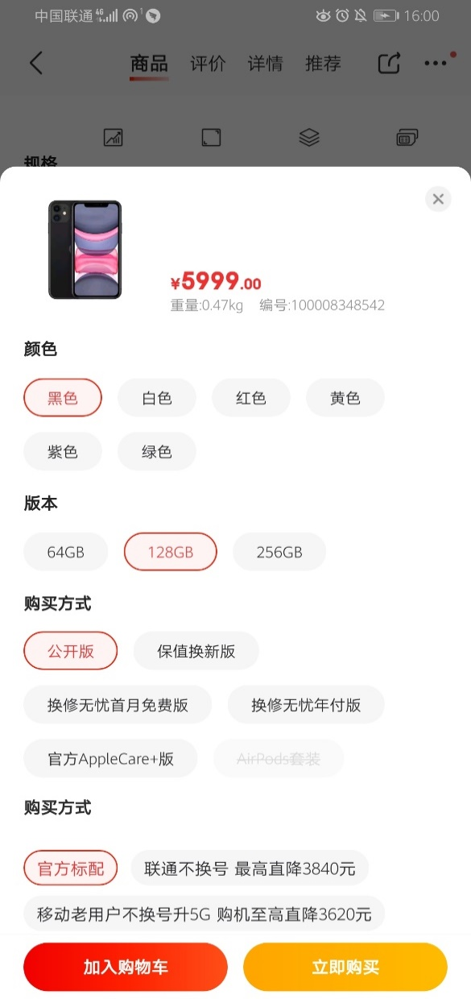 中国联通 4G 1 16:00
商品 评价 详情 推荐
规格
¥5999.00
重量:0.47kg 编号:100008348542
颜色
黑色 白色 红色 黄色
紫色 绿色
版本
64GB 128GB 256GB
购买方式
公开版 保值换新版
换修无忧首月免费版 换修无忧年付版
官方AppleCare+版 AirPods套装
购买方式
官方标配 联通不换号 最高直降3840元
移动老用户不换号升5G 购机至高直降3620元
加入购物车 立即购买